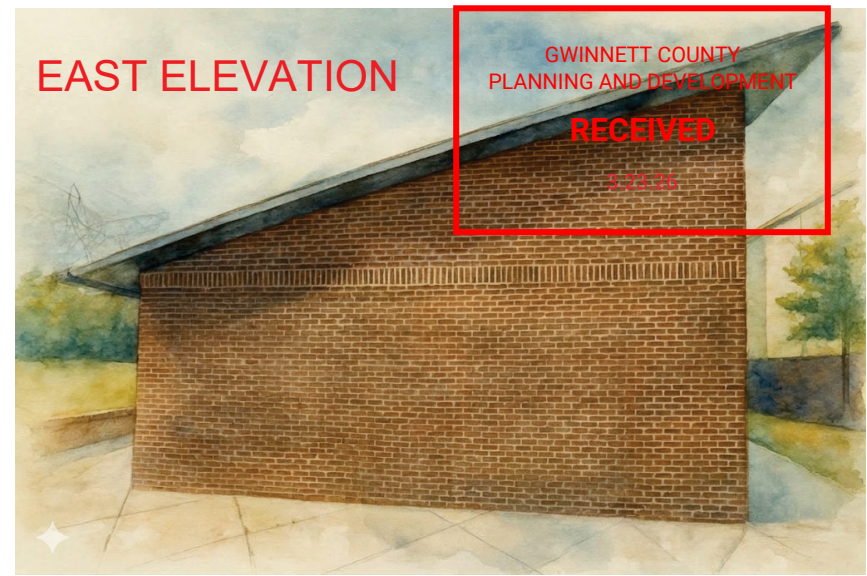 EAST ELEVATION
GWINNETT COUNTY
PLANNING AND DEVELOPMENT
RECEIVED
3.23.26